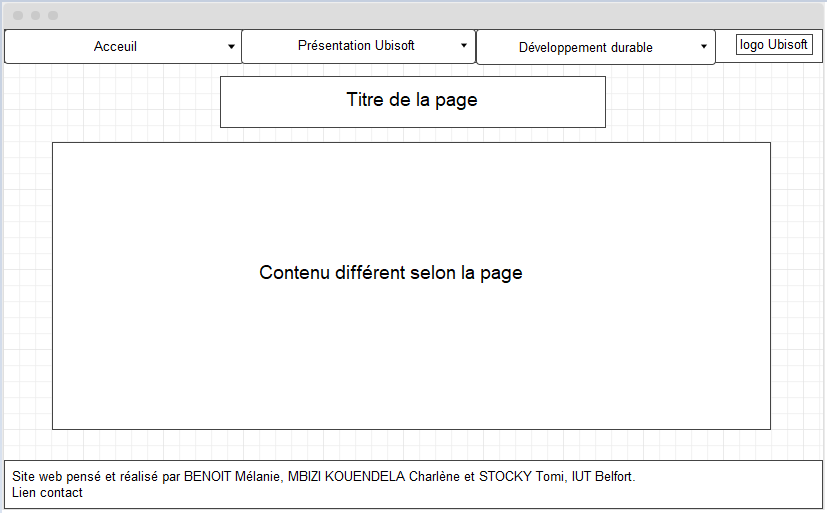 Acceuil
Présentation Ubisoft
Développement durable
logo Ubisoft
Titre de la page
Contenu différent selon la page
Site web pensé et réalisé par BENOIT Mélanie, MBIZI KOUENDELA Charlène et STOCKY Tomi, IUT Belfort.
Lien contact